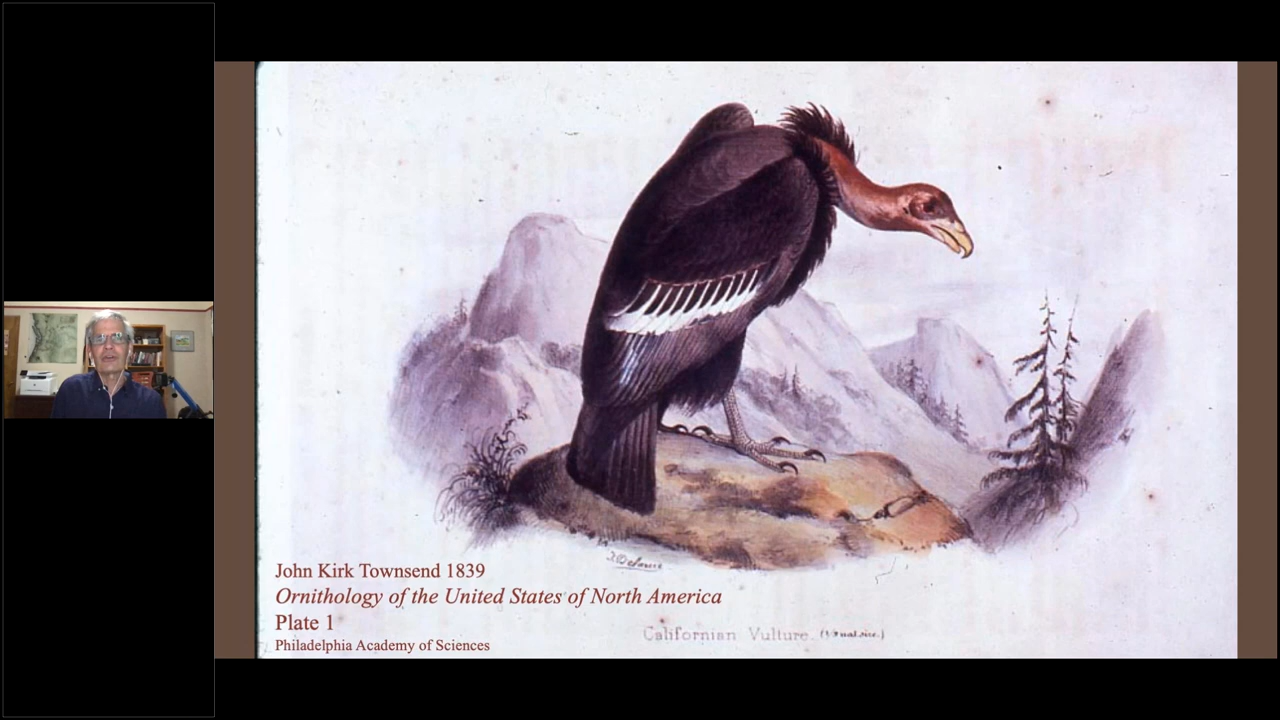 John Kirk Townsend 1839
Ornithology of the United States of North America
Plate 1
Philadelphia Academy of Sciences
Californian Vulture.